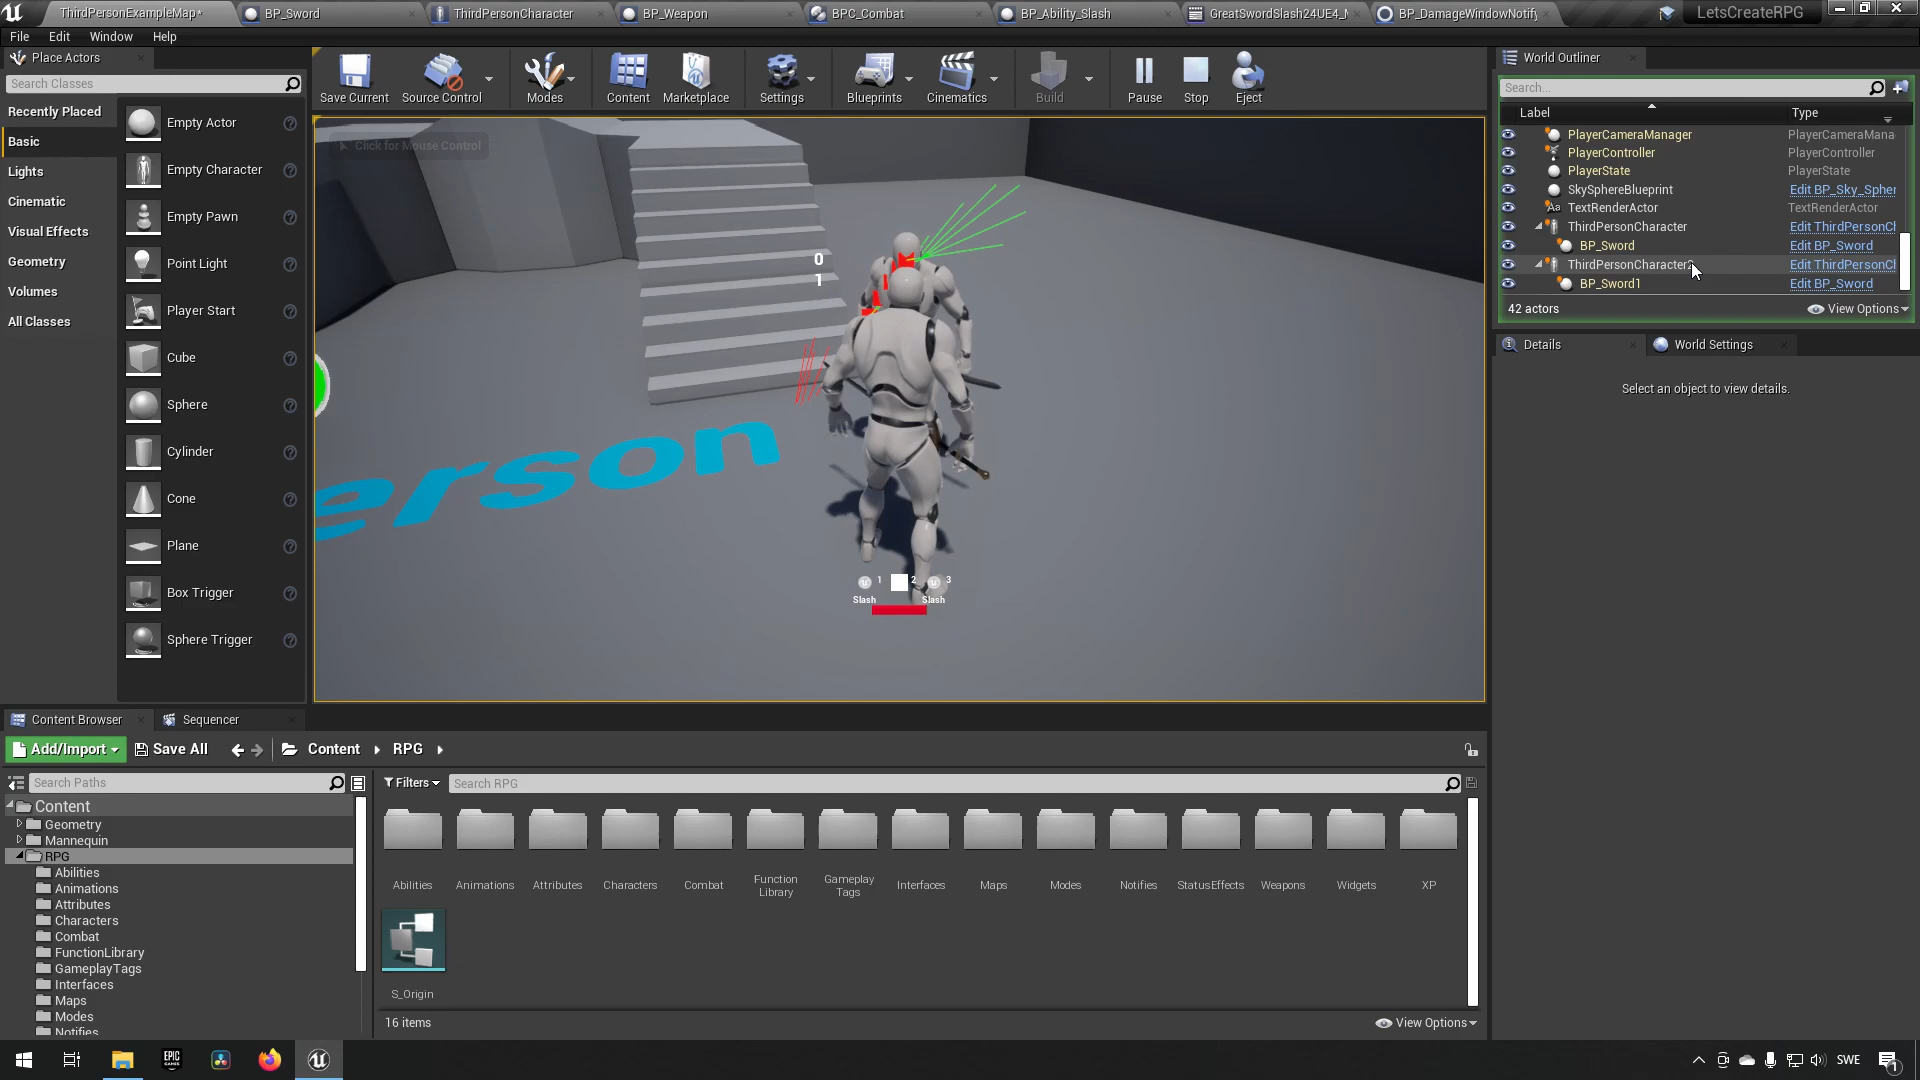 ThirdPersonExampleMap*
BP_Sword
ThirdPersonCharacter
BP_Weapon
BPC_Combat
BP_Ability_Slash
GreatSwordSlash24UE4_
BP_DamageWindowNotify
LetsCreateRPG
File
Edit
Window
Help
Place Actors
Search Classes
Recently Placed
Basic
Lights
Cinematic
Visual Effects
Geometry
Volumes
All Classes
Empty Actor
Empty Character
Empty Pawn
Point Light
Player Start
Cube
Sphere
Cylinder
Cone
Plane
Box Trigger
Sphere Trigger
Save Current
Source Control
Modes
Content
Marketplace
Settings
Blueprints
Cinematics
Build
Pause
Stop
Eject
Click for Mouse Control
0
1
erson
1
2
3
Slash
Slash
World Outliner
Search...
Label
Type
PlayerCameraManager
PlayerCameraMana
PlayerController
PlayerController
PlayerState
PlayerState
SkySphereBlueprint
Edit BP_Sky_Spher
TextRenderActor
TextRenderActor
ThirdPersonCharacter
Edit ThirdPersonCl
BP_Sword
Edit BP_Sword
ThirdPersonCharacter2
Edit ThirdPersonCl
BP_Sword1
Edit BP_Sword
42 actors
View Options
Details
World Settings
Select an object to view details.
Content Browser
Sequencer
Add/Import
Save All
Content
RPG
Search Paths
Filters
Search RPG
Content
Geometry
Mannequin
RPG
Abilities
Animations
Attributes
Characters
Combat
FunctionLibrary
GameplayTags
Interfaces
Maps
Modes
Notifies
Abilities
Animations
Attributes
Characters
Combat
Function
Library
Gameplay
Tags
Interfaces
Maps
Modes
Notifies
StatusEffects
Weapons
Widgets
XP
S_Origin
16 items
View Options
EPIC
GAMES
SWE
1